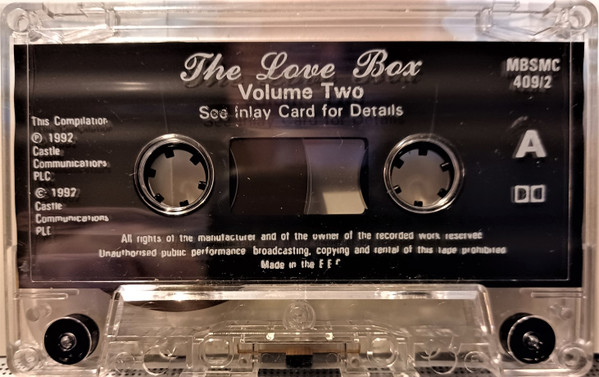 The Love Box
Volume Two
See Inlay Card for Details
MBSMC
409/2
This Compilation
℗ 1992
Castle
Communications
PLC
© 1992
Castle
Communications
PLC
A
All rights of the manufacturer and of the owner of the recorded work reserved
Unauthorised public performance broadcasting, copying and rental of this tape prohibited
Made in the E E C